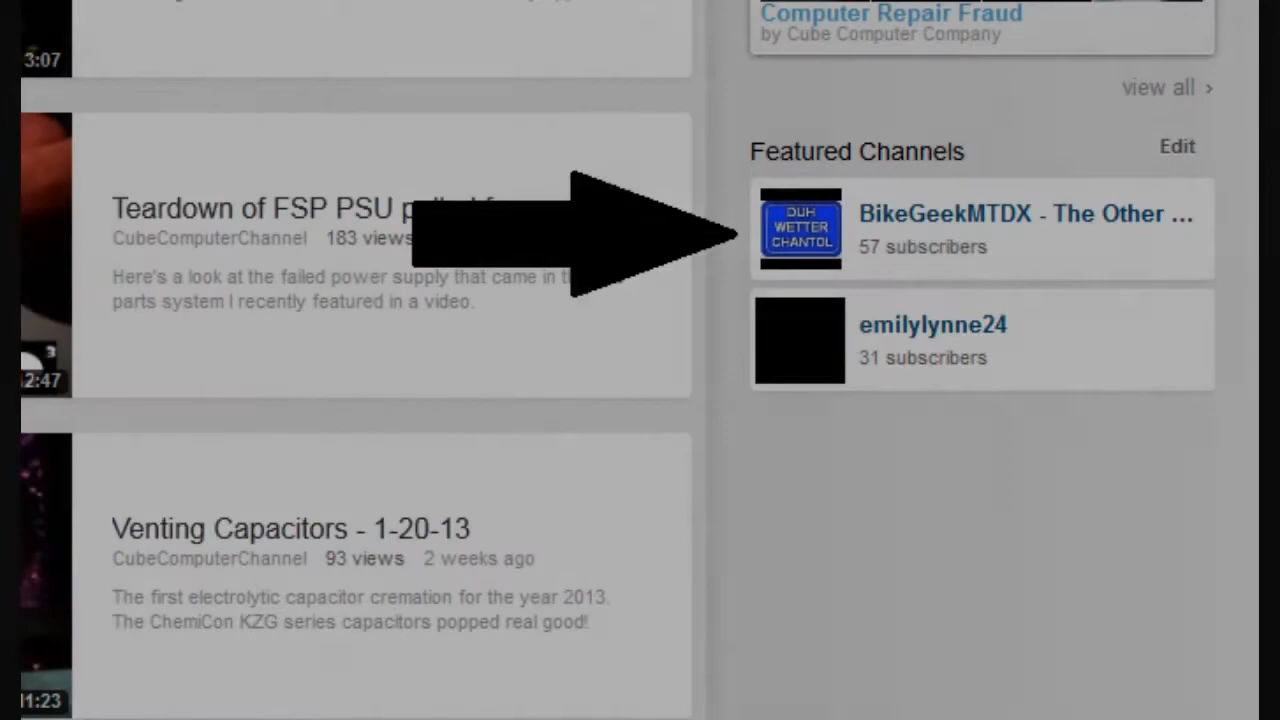 3:07
Teardown of FSP PSU
CubeComputerChannel 183 views
Here's a look at the failed power supply that came in
parts system I recently featured in a video.
3
12:47
Venting Capacitors - 1-20-13
CubeComputerChannel 93 views 2 weeks ago
The first electrolytic capacitor cremation for the year 2013.
The ChemiCon KZG series capacitors popped real good!
11:23
Computer Repair Fraud
by Cube Computer Company
view all ›
Featured Channels
Edit
DUH
WETTER
CHANTOL
BikeGeekMTDX - The Other ...
57 subscribers
emilylynne24
31 subscribers